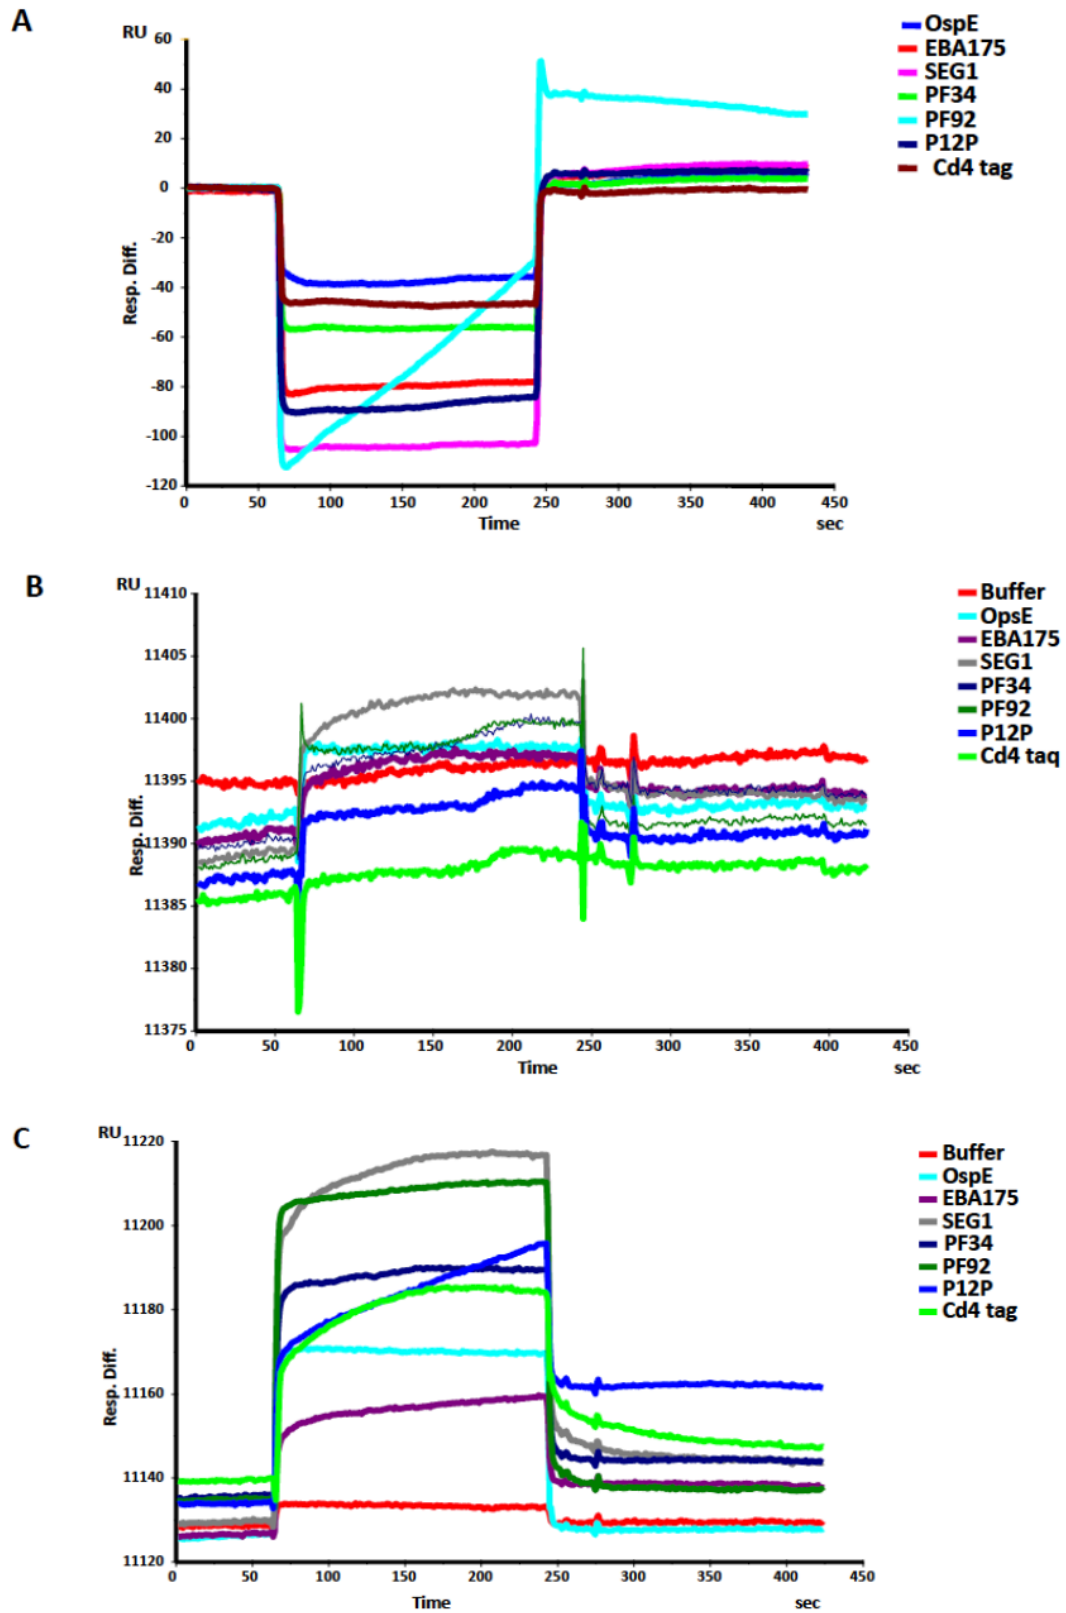 A
RU
60
40
20
0
-20
-40
-60
-80
-100
-120
Resp. Diff.
0 50 100 150 200 250 300 350 400 450
Time
sec
OspE
EBA175
SEG1
PF34
PF92
P12P
Cd4 tag
B
RU
11410
11405
11400
11395
11390
11385
11380
11375
Resp. Diff.
0 50 100 150 200 250 300 350 400 450
Time
sec
Buffer
OpsE
EBA175
SEG1
PF34
PF92
P12P
Cd4 taq
C
RU
11220
11200
11180
11160
11140
11120
Resp. Diff.
0 50 100 150 200 250 300 350 400 450
Time
sec
Buffer
OspE
EBA175
SEG1
PF34
PF92
P12P
Cd4 tag